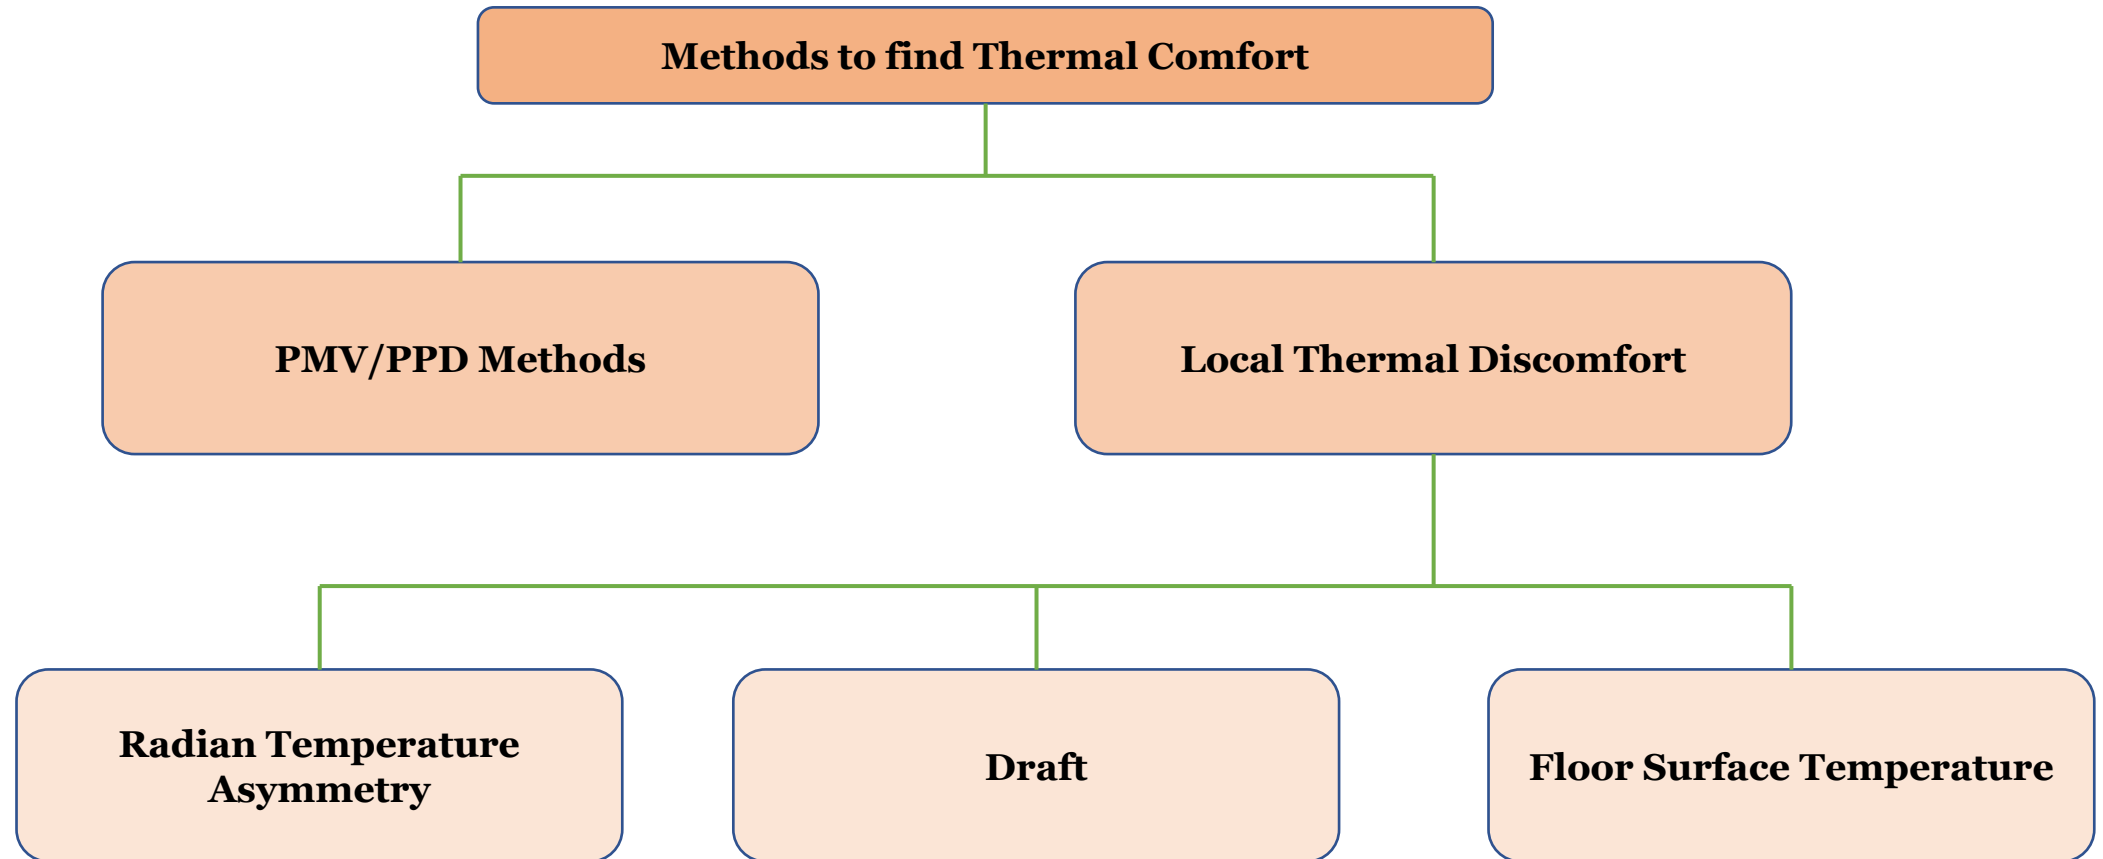 Methods to find Thermal Comfort
PMV/PPD Methods
Local Thermal Discomfort
Radian Temperature
Asymmetry
Draft
Floor Surface Temperature